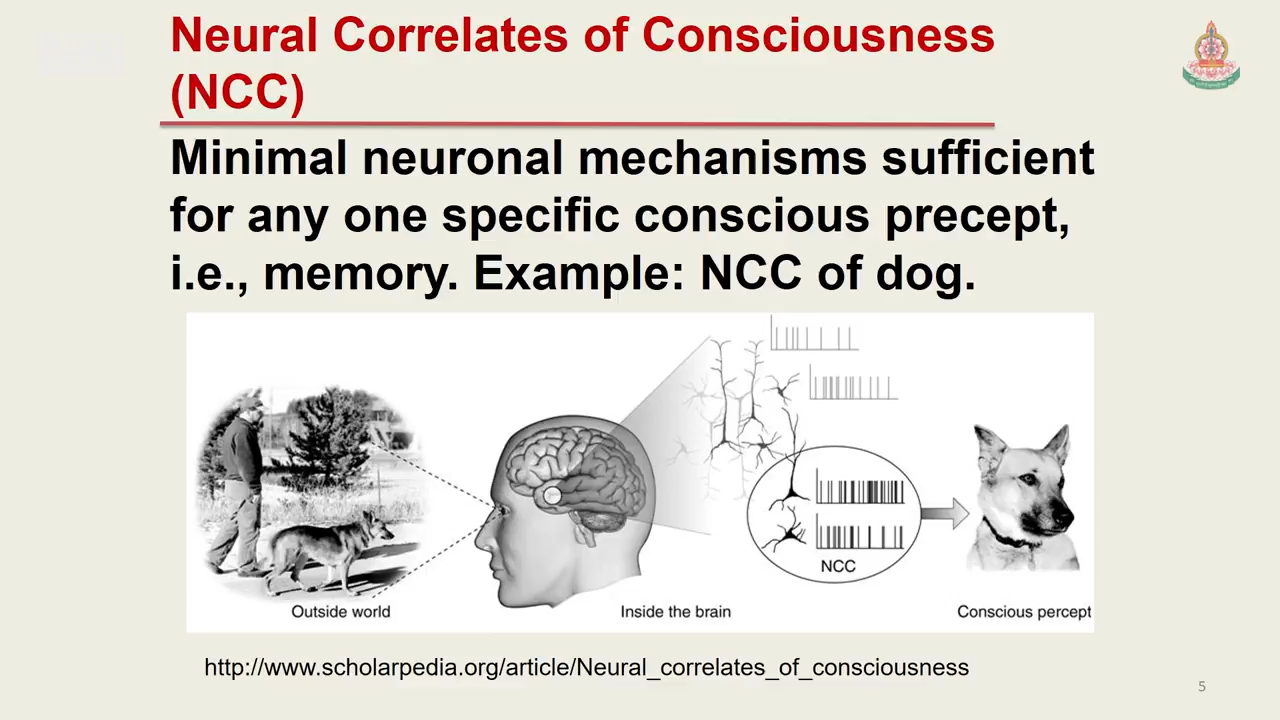 Neural Correlates of Consciousness
(NCC)
Minimal neuronal mechanisms sufficient
for any one specific conscious precept,
i.e., memory. Example: NCC of dog.
NCC
Outside world
Inside the brain
Conscious percept
http://www.scholarpedia.org/article/Neural_correlates_of_consciousness
5